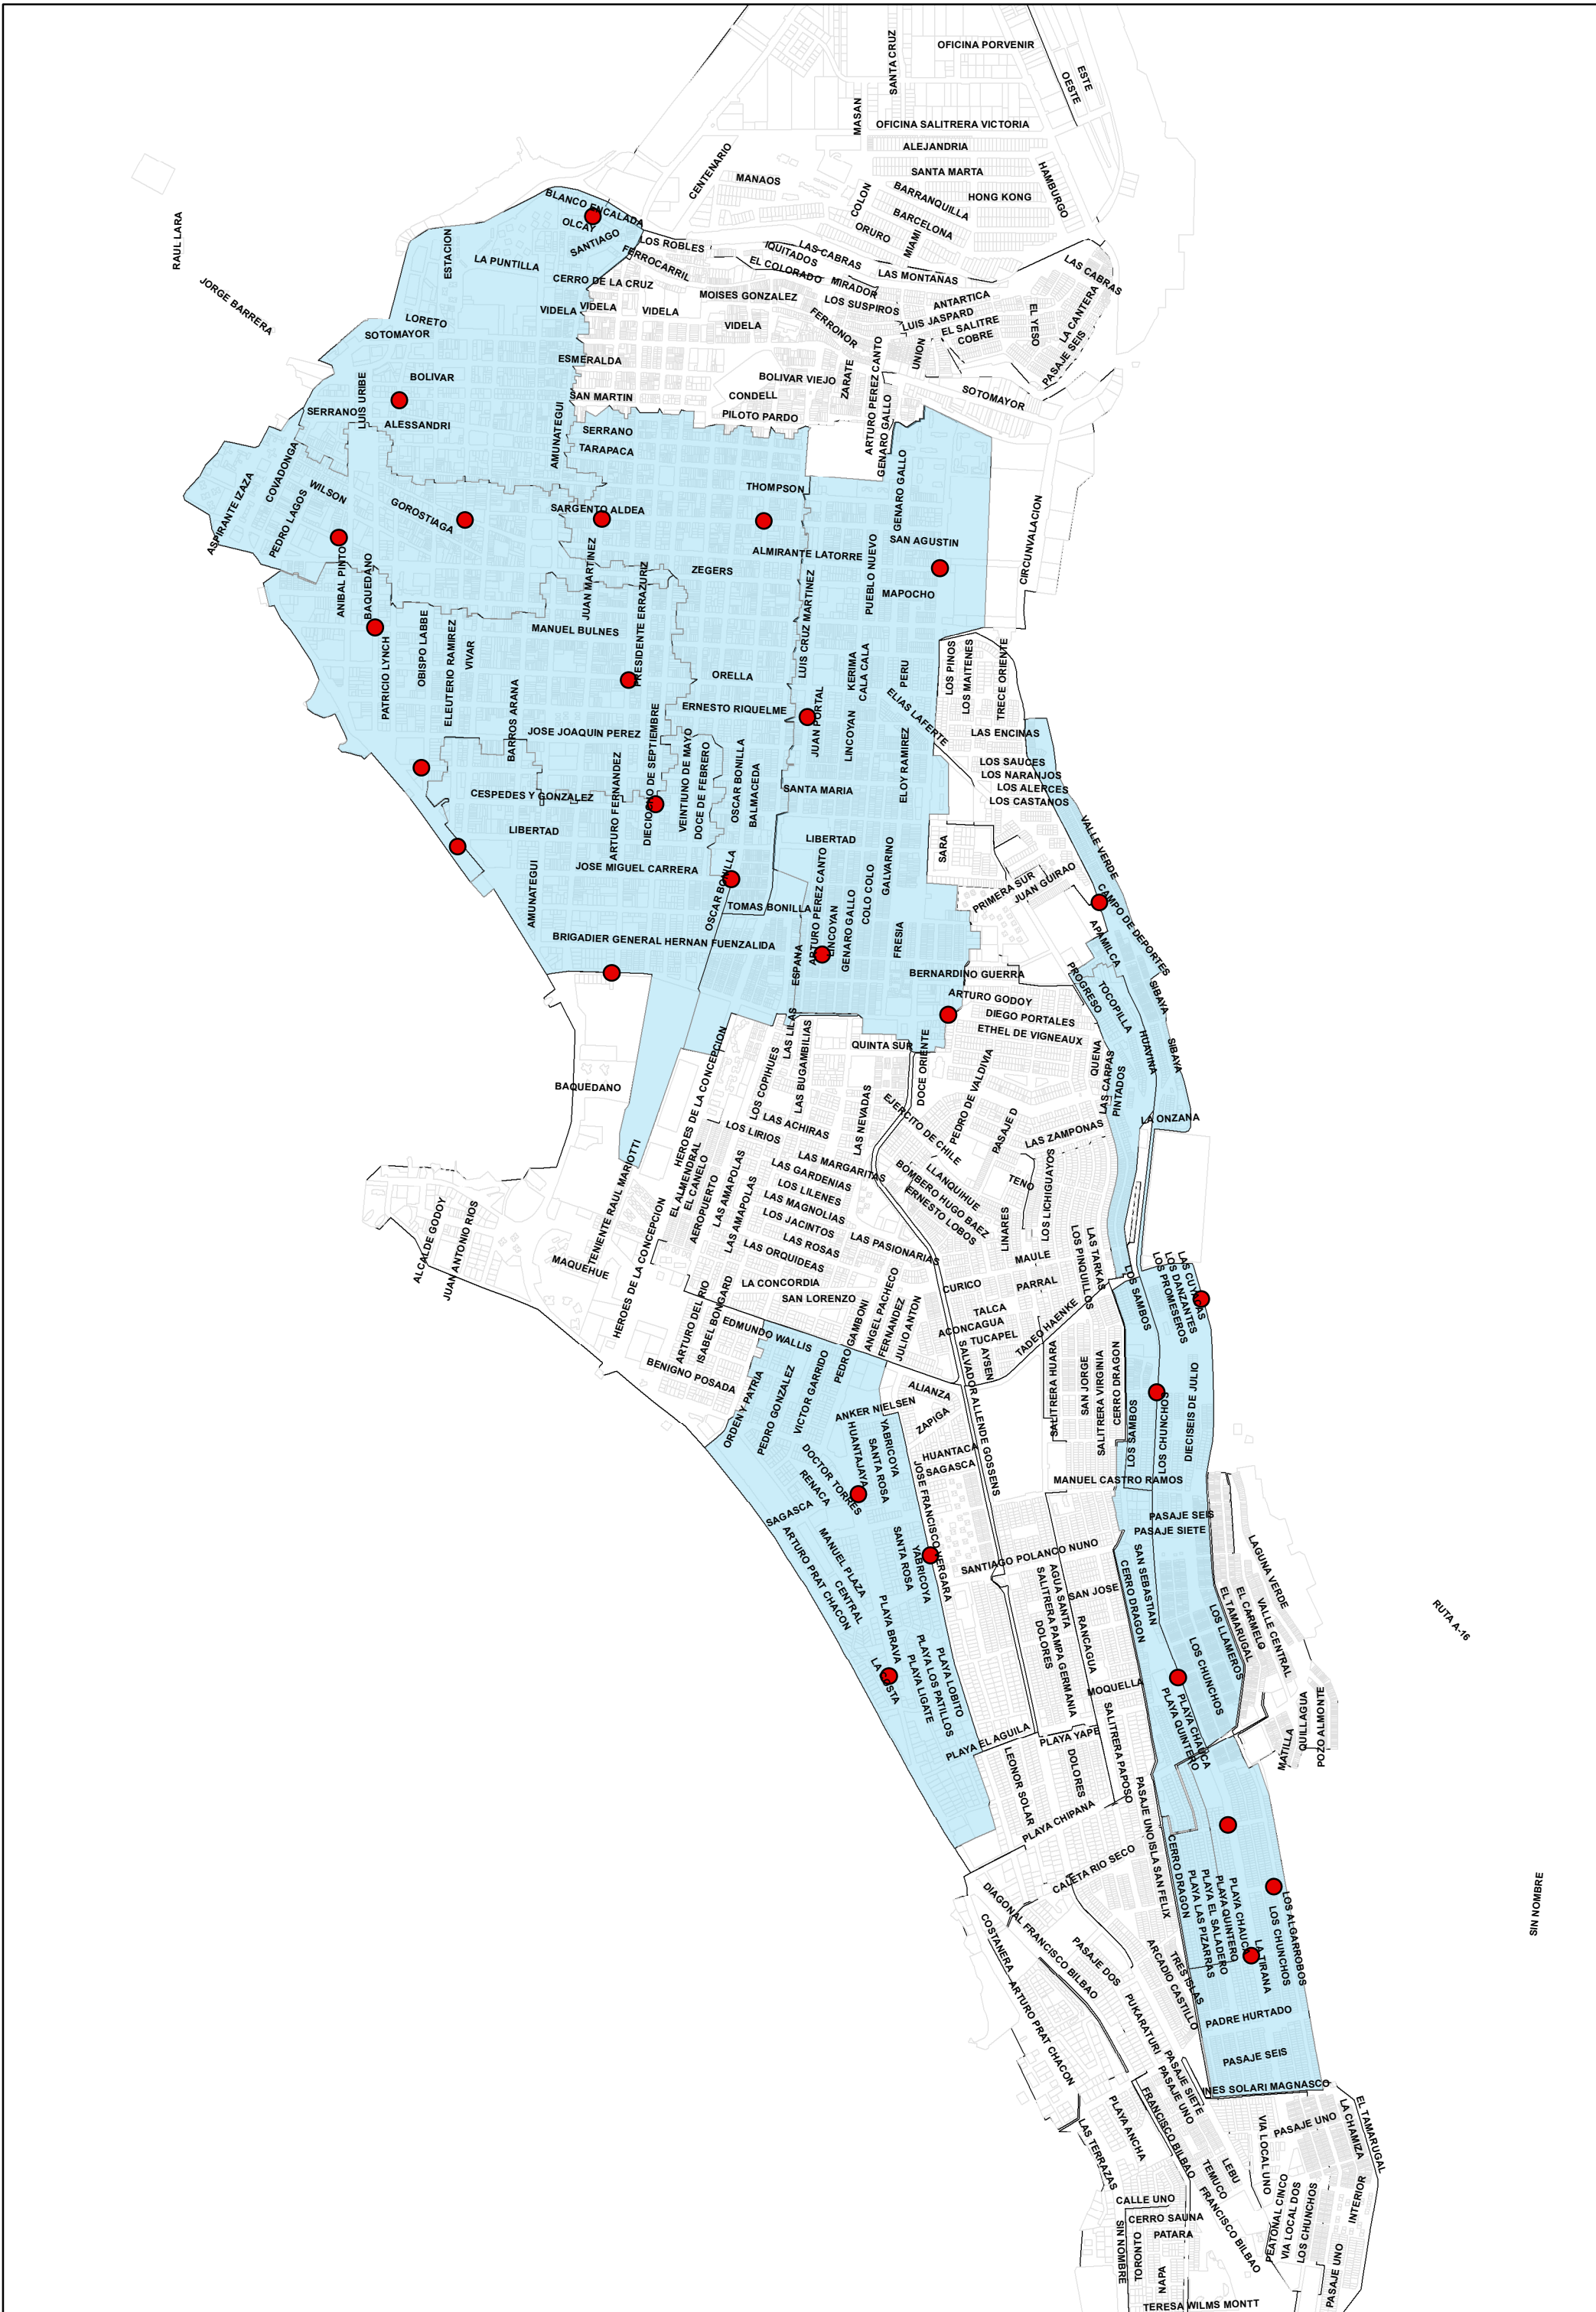 OFICINA PORVENIR
SANTA CRUZ
ESTE
OESTE
MASAN
OFICINA SALITRERA VICTORIA
ALEJANDRIA
CENTENARIO
SANTA MARTA
HAMBURGO
MANAOS
BARRANQUILLA
HONG KONG
COLON
BLANCO ENCALADA
BARCELONA
OLCAY
ORURO
MIAMI
RAUL LARA
SANTIAGO
ESTACION
LOS ROBLES
IQUITADOS
LAS CABRAS
FERROCARRIL
LA PUNTILLA
EL COLORADO
LAS MONTAÑAS
LAS CABRAS
CERRO DE LA CRUZ
MIRADOR
JORGE BARRERA
MOISES GONZALEZ
LOS SUSPIROS
ANTARTICA
LA CANTERA
VIDELA
VIDELA
VIDELA
LUIS JASPARD
EL YESO
LORETO
VIDELA
FERRONOR
EL SALITRE
SOTOMAYOR
COBRE
UNION
PASAJE SEIS
ESMERALDA
BOLIVAR
BOLIVAR VIEJO
ZARATE
ARTURO PEREZ CANTO
LUIS URIBE
SAN MARTIN
CONDELL
SOTOMAYOR
SERRANO
PILOTO PARDO
GENARO GALLO
ALESSANDRI
AMUNATEGUI
SERRANO
TARAPACA
COVADONGA
ASPIRANTE IZAZA
WILSON
THOMPSON
GENARO GALLO
PEDRO LAGOS
GOROSTIAGA
SARGENTO ALDEA
CIRCUNVALACION
SAN AGUSTIN
JUAN MARTINEZ
ALMIRANTE LATORRE
PUEBLO NUEVO
ANIBAL PINTO
BAQUEDANO
ZEGERS
PRESIDENTE ERRAZURIZ
LUIS CRUZ MARTINEZ
MAPOCHO
OBISPO LABBE
ELEUTERIO RAMIREZ
VIVAR
MANUEL BULNES
PATRICIO LYNCH
KERIMA
CALA CALA
PERU
LOS PINOS
LOS MAITENES
TRECE ORIENTE
ORELLA
BARROS ARANA
ERNESTO RIQUELME
JUAN PORTAL
LINCOYAN
ELIAS LAFERTE
JOSE JOAQUIN PEREZ
DIECIOCHO DE SEPTIEMBRE
VEINTIUNO DE MAYO
DOCE DE FEBRERO
OSCAR BONILLA
BALMACEDA
ELOY RAMIREZ
LAS ENCINAS
LOS SAUCES
LOS NARANJOS
LOS ALERCES
LOS CASTANOS
ARTURO FERNANDEZ
SANTA MARIA
CESPEDES Y GONZALEZ
LIBERTAD
LIBERTAD
SARA
VALLE VERDE
JOSE MIGUEL CARRERA
GALVARINO
PRIMERA SUR
JUAN GUIRAO
AMUNATEGUI
OSCAR BONILLA
TOMAS BONILLA
ARTURO PEREZ CANTO
LINCOYAN
GENARO GALLO
COLO COLO
FRESIA
CAMPO DE DEPORTES
APAMILCA
BRIGADIER GENERAL HERNAN FUENZALIDA
ESPANA
BERNARDINO GUERRA
PROGRESO
TOCOPILLA
SIBAYA
ARTURO GODOY
DIEGO PORTALES
ETHEL DE VIGNEAUX
LAS LILAS
LAS BUGAMBILIAS
QUINTA SUR
DOCE ORIENTE
QUENA
HUAVINA
SIBAYA
HEROES DE LA CONCEPCION
LOS COPIHUES
BAQUEDANO
LAS NEVADAS
PEDRO DE VALDIVIA
LAS CARPAS
PINTADOS
EJERCITO DE CHILE
PASAJE D
LA ONZANA
LAS ACHIRAS
LOS LIRIOS
LAS ZAMPONAS
LAS MARGARITAS
LAS GARDENIAS
LOS LILENES
LAS MAGNOLIAS
LOS JACINTOS
LAS ROSAS
LAS ORQUIDEAS
LAS PASIONARIAS
EL ALMENDRAL
EL CANELO
AEROPUERTO
LAS AMAPOLAS
LAS AMAPOLAS
TENIENTE RAUL MARIOTTI
HEROES DE LA CONCEPCION
MAQUEHUE
ALCALDE GODOY
JUAN ANTONIO RIOS
LLANQUIHUE
BOMBERO HUGO BAEZ
ERNESTO LOBOS
TENO
LOS LICHIGUAYOS
LINARES
MAULE
LOS PINQUILLOS
LAS TARKAS
LOS SAMBOS
LAS CUYACAS
LOS DANZANTES
LOS PROMESEROS
LA CONCORDIA
SAN LORENZO
CURICO
PARRAL
TALCA
ACONCAGUA
TUCAPEL
AYSEN
TADEO HAENKE
ARTURO DEL RIO
ISABEL BONGARD
EDMUNDO WALLIS
PEDRO GAMBONI
ANGEL PACHECO
FERNANDEZ
JULIO ANTON
BENIGNO POSADA
SALVADOR ALLENDE GOSSENS
SALITRERA HUARA
SAN JORGE
SALITRERA VIRGINIA
CERRO DRAGON
LOS SAMBOS
LOS CHUNCHOS
DIECISEIS DE JULIO
ORDEN Y PATRIA
PEDRO GONZALEZ
VICTOR GARRIDO
ALIANZA
ANKER NIELSEN
ZAPIGA
HUANTACA
SAGASCA
YABRICOYA
SANTA ROSA
HUANTAJAYA
DOCTOR TORRES
RENACA
SAGASCA
MANUEL CASTRO RAMOS
JOSE FRANCISCO VERGARA
PASAJE SEIS
PASAJE SIETE
ARTURO PRAT CHACON
MANUEL PLAZA
CENTRAL
SANTA ROSA
YABRICOYA
SANTIAGO POLANCO NUNO
LAGUNA VERDE
VALLE CENTRAL
EL CARMELO
EL TAMARUGAL
LOS LLAMEROS
SAN SEBASTIAN
CERRO DRAGON
AGUA SANTA
SALITRERA PAMPA GERMANIA
DOLORES
SAN JOSE
RANCAGUA
RUTA A-16
PLAYA BRAVA
LA COSTA
PLAYA LOBITO
PLAYA LOS PATILLOS
PLAYA LIGATE
LOS CHUNCHOS
MOQUELLA
PLAYA CHAUCA
PLAYA QUINTERO
QUILLAGUA
POZO ALMONTE
MATILLA
PLAYA EL AGUILA
PLAYA YAPE
SALITRERA PAPOSO
LEONOR SOLAR
DOLORES
PLAYA CHIPANA
PASAJE UNO ISLA SAN FELIX
CALETA RIO SECO
CERRO DRAGON
PLAYA LAS PIZARRAS
PLAYA EL SALADERO
PLAYA QUINTERO
PLAYA CHAUCA
LA TIRANA
LOS CHUNCHOS
LOS ALGARROBOS
SIN NOMBRE
DIAGONAL FRANCISCO BILBAO
COSTANERA
PASAJE DOS
TRES ISLAS
ARCADIO CASTILLO
ARTURO PRAT CHACON
PUKARATURI
PADRE HURTADO
PASAJE SEIS
PASAJE SIETE
PASAJE UNO
INES SOLARI MAGNASCO
FRANCISCO BILBAO
PLAYA ANCHA
LAS TERRAZAS
PASAJE UNO
EL TAMARUGAL
LA CHAMIZA
VIA LOCAL UNO
LEBU
TEMUCO
CALLE UNO
FRANCISCO BILBAO
CERRO SAUNA
PATARA
PEATONAL CINCO
VIA LOCAL DOS
LOS CHUNCHOS
INTERIOR
SIN NOMBRE
TORONTO
NAPA
PASAJE UNO
TERESA WILMS MONTT